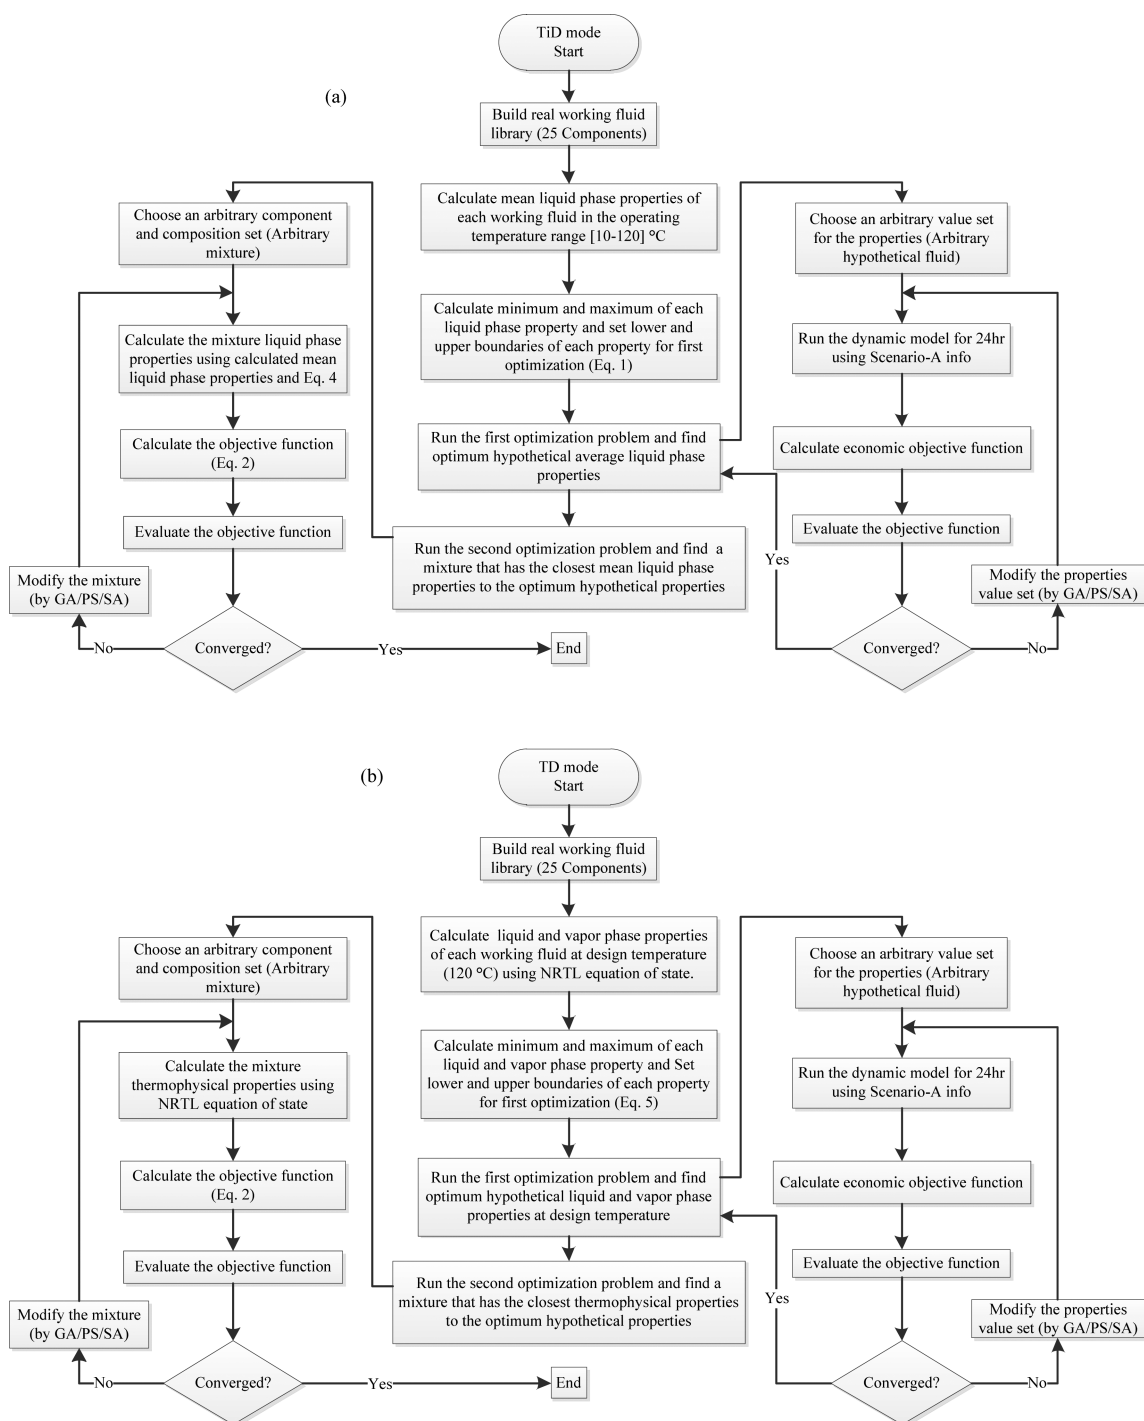 TiD mode
Start
(a)
Build real working fluid
library (25 Components)
Calculate mean liquid phase properties of
each working fluid in the operating
temperature range [10-120] °C
Calculate minimum and maximum of each
liquid phase property and set lower and
upper boundaries of each property for first
optimization (Eq. 1)
Run the first optimization problem and find
optimum hypothetical average liquid phase
properties
Run the second optimization problem and find  a
mixture that has the closest mean liquid phase
properties to the optimum hypothetical properties
Choose an arbitrary component
and composition set (Arbitrary
mixture)
Calculate the mixture liquid phase
properties using calculated mean
liquid phase properties and Eq. 4
Calculate the objective function
(Eq. 2)
Evaluate the objective function
Modify the mixture
(by GA/PS/SA)
No
Converged?
Yes
End
Choose an arbitrary value set
for the properties (Arbitrary
hypothetical fluid)
Run the dynamic model for 24hr
using Scenario-A info
Calculate economic objective function
Evaluate the objective function
Yes
Modify the properties
value set (by GA/PS/SA)
Converged?
No
TD mode
Start
(b)
Build real working fluid
library (25 Components)
Calculate  liquid and vapor phase properties
of each working fluid at design temperature
(120 °C) using NRTL equation of state.
Calculate minimum and maximum of each
liquid and vapor phase property and Set
lower and upper boundaries of each property
for first optimization (Eq. 5)
Run the first optimization problem and find
optimum hypothetical liquid and vapor phase
properties at design temperature
Run the second optimization problem and find a
mixture that has the closest thermophysical properties
to the optimum hypothetical properties
Choose an arbitrary component
and composition set (Arbitrary
mixture)
Calculate the mixture
thermophysical properties using
NRTL equation of state
Calculate the objective function
(Eq. 2)
Evaluate the objective function
Modify the mixture
(by GA/PS/SA)
No
Converged?
Yes
End
Choose an arbitrary value set
for the properties (Arbitrary
hypothetical fluid)
Run the dynamic model for 24hr
using Scenario-A info
Calculate economic objective function
Evaluate the objective function
Yes
Modify the properties
value set (by GA/PS/SA)
Converged?
No